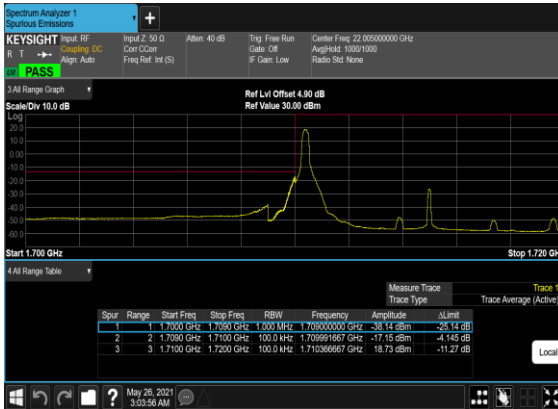 Spectrum Analyzer 1
Spurious Emissions
+
KEYSIGHT Input: RF Input Z: 50 Ω Atten: 40 dB Trig: Free Run Center Freq: 22.005000000 GHz
R T Coupling: DC Corr CCorr Gate: Off Avg|Hold: 1000/1000
Align: Auto Freq Ref: Int (S) IF Gain: Low Radio Std: None
LXI PASS
3 All Range Graph
Ref Lvl Offset 4.90 dB
Scale/Div 10.0 dB Ref Value 30.00 dBm
Log
20.0
10.0
0.00
-10.0
-20.0
-30.0
-40.0
-50.0
-60.0
Start 1.700 GHz Stop 1.720 GH
4 All Range Table
Measure Trace Trace 1
Trace Type Trace Average (Active)
Spur Range Start Freq Stop Freq RBW Frequency Amplitude ΔLimit
1 1 1.7000 GHz 1.7090 GHz 1.000 MHz 1.709000000 GHz -38.14 dBm -25.14 dB
2 2 1.7090 GHz 1.7100 GHz 100.0 kHz 1.709991667 GHz -17.15 dBm -4.145 dB
3 3 1.7100 GHz 1.7200 GHz 100.0 kHz 1.710366667 GHz 18.73 dBm -11.27 dB
Local
?
May 26, 2021
3:03:56 AM